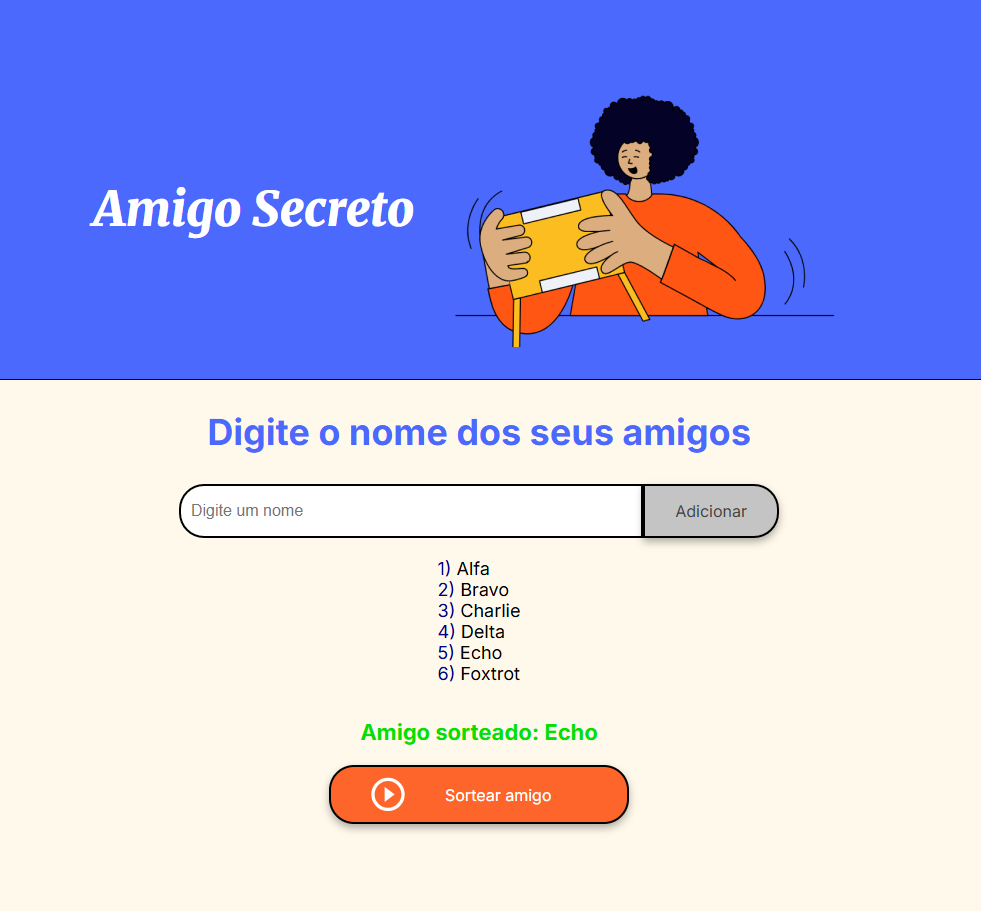 Amigo Secreto
Digite o nome dos seus amigos
Digite um nome
Adicionar
1) Alfa
2) Bravo
3) Charlie
4) Delta
5) Echo
6) Foxtrot
Amigo sorteado: Echo
Sortear amigo